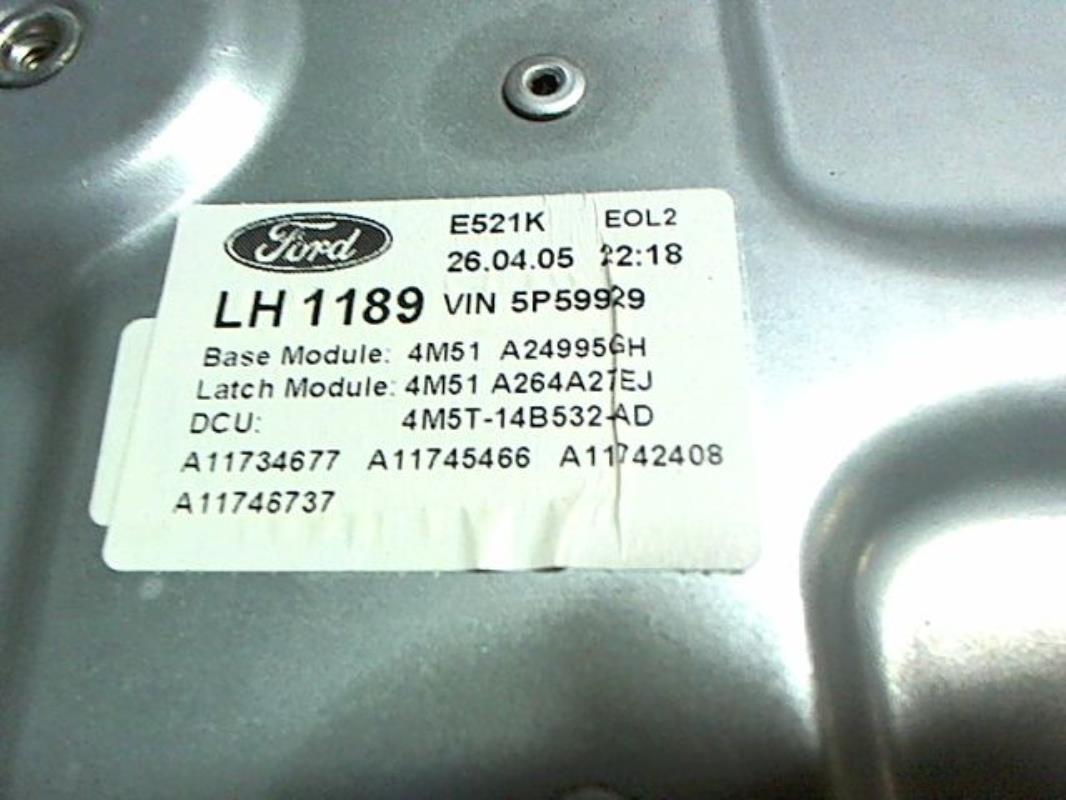 Ford E521K EOL2
26.04.05 22:18
LH 1189 VIN 5P59929
Base Module: 4M51 A24995GH
Latch Module: 4M51 A264A27EJ
DCU: 4M5T-14B532-AD
A11734677 A11745466 A11742408
A11746737